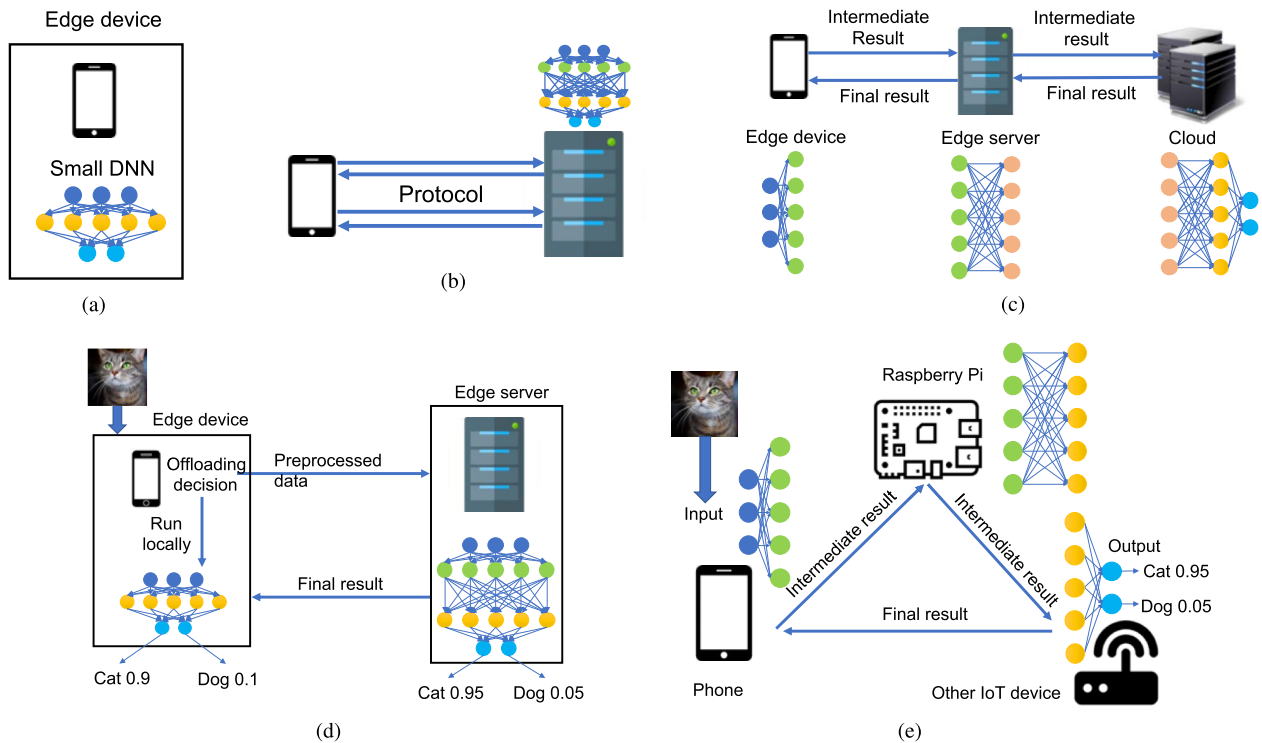 Edge device
Small DNN
(a)
Protocol
(b)
Intermediate
Result
Intermediate
result
Final result
Final result
Edge device
Edge server
Cloud
(c)
Edge device
Offloading
decision
Run
locally
Preprocessed
data
Edge server
Final result
Cat 0.9
Dog 0.1
Cat 0.95
Dog 0.05
(d)
Raspberry Pi
Input
Intermediate result
Intermediate result
Output
Cat 0.95
Dog 0.05
Final result
Phone
Other IoT device
(e)